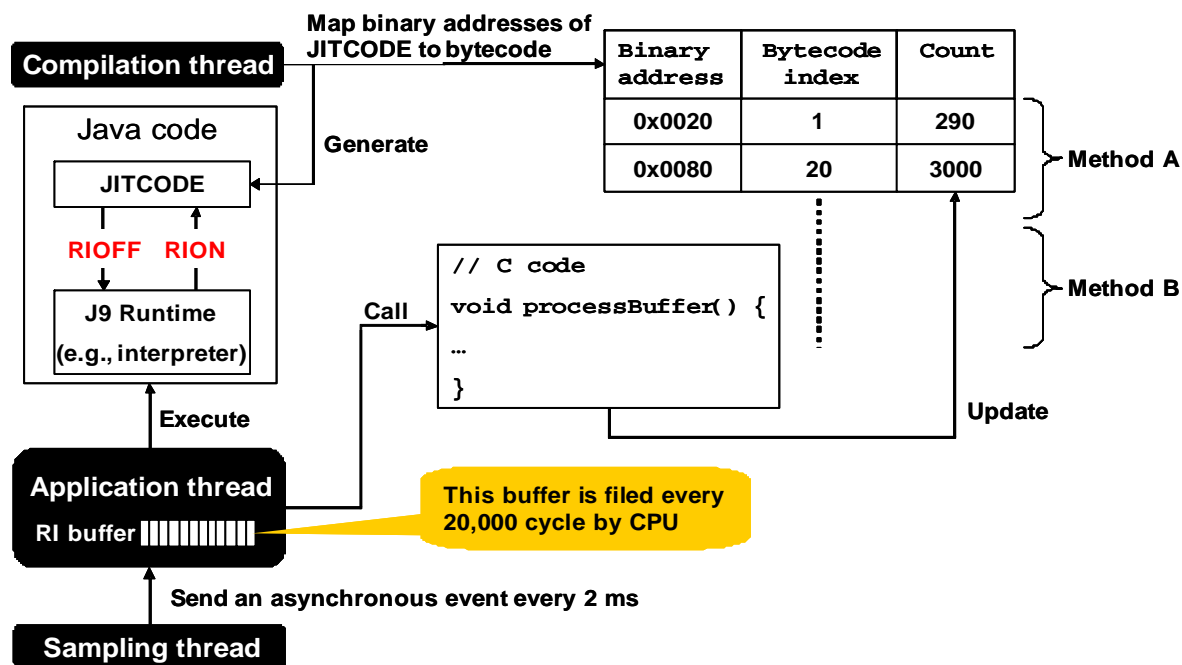 Map binary addresses of
JITCODE to bytecode
Compilation thread
Binary address
Bytecode index
Count
0x0020
1
290
0x0080
20
3000
Method A
Method B
Java code
Generate
JITCODE
RIOFF
RION
J9 Runtime
(e.g., interpreter)
Call
// C code
void processBuffer() {
…
}
Update
Execute
Application thread
RI buffer
This buffer is filed every
20,000 cycle by CPU
Send an asynchronous event every 2 ms
Sampling thread